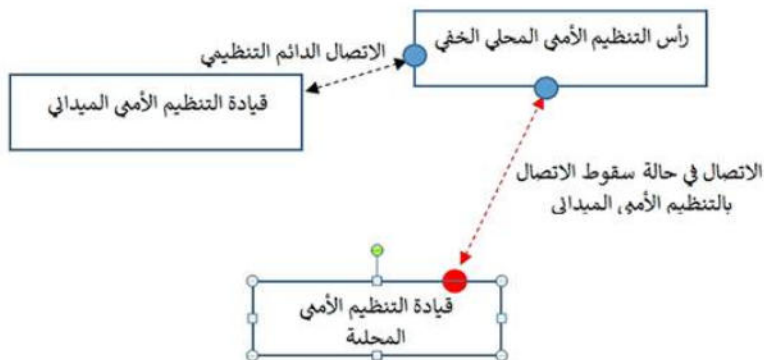 رأس التنظيم الأمني المحلي الخفي
الاتصال الدائم التنظيمي
قيادة التنظيم الأمني الميداني
الاتصال في حالة سقوط الاتصال
بالتنظيم الأمني الميداني
قيادة التنظيم الأمني
المحلية